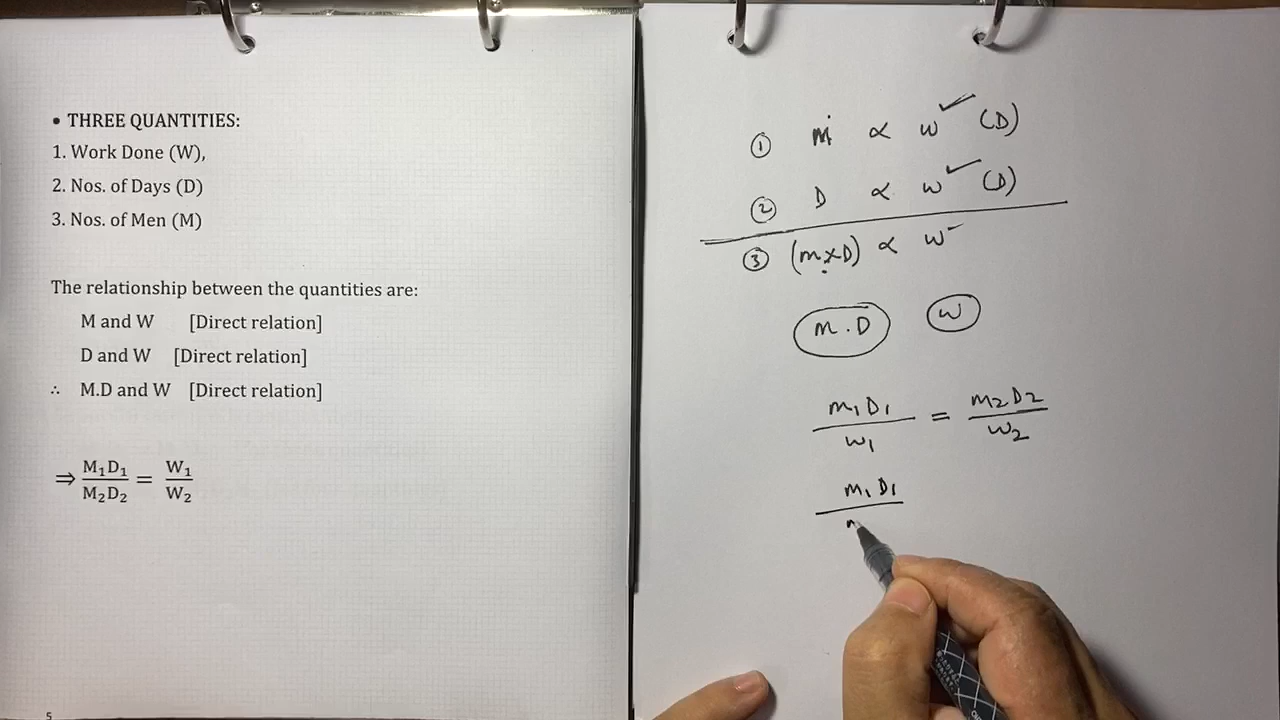 • THREE QUANTITIES:
1. Work Done (W),
2. Nos. of Days (D)
3. Nos. of Men (M)
The relationship between the quantities are:
M and W [Direct relation]
D and W [Direct relation]
∴ M.D and W [Direct relation]
⇒ M₁D₁/M₂D₂ = W₁/W₂
5
① M ∝ W ✓ (D)
② D ∝ W ✓ (D)
③ (M×D) ∝ W
M.D W
M₁D₁/W₁ = M₂D₂/W₂
M₁D₁